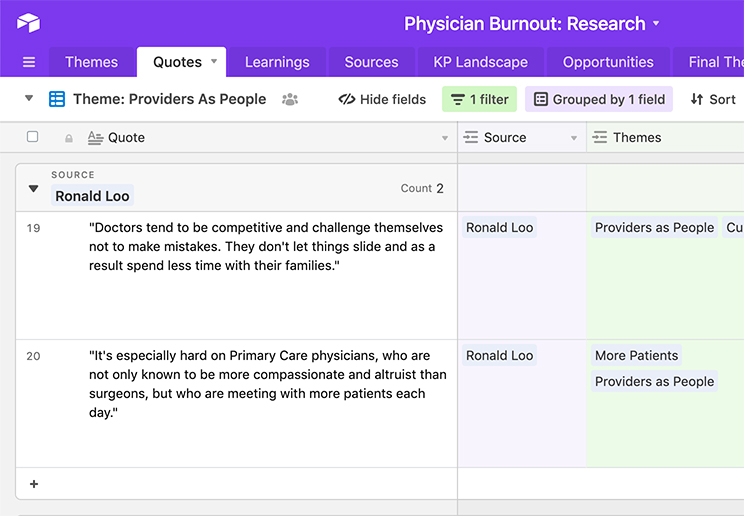 Physician Burnout: Research
Themes Quotes Learnings Sources KP Landscape Opportunities Final The
Theme: Providers As People Hide fields 1 filter Grouped by 1 field Sort
Quote Source Themes
SOURCE
Ronald Loo Count 2
19 "Doctors tend to be competitive and challenge themselves Ronald Loo Providers as People Cu
not to make mistakes. They don't let things slide and as a
result spend less time with their families."
20 "It's especially hard on Primary Care physicians, who are Ronald Loo More Patients
not only known to be more compassionate and altruist than Providers as People
surgeons, but who are meeting with more patients each
day."
+